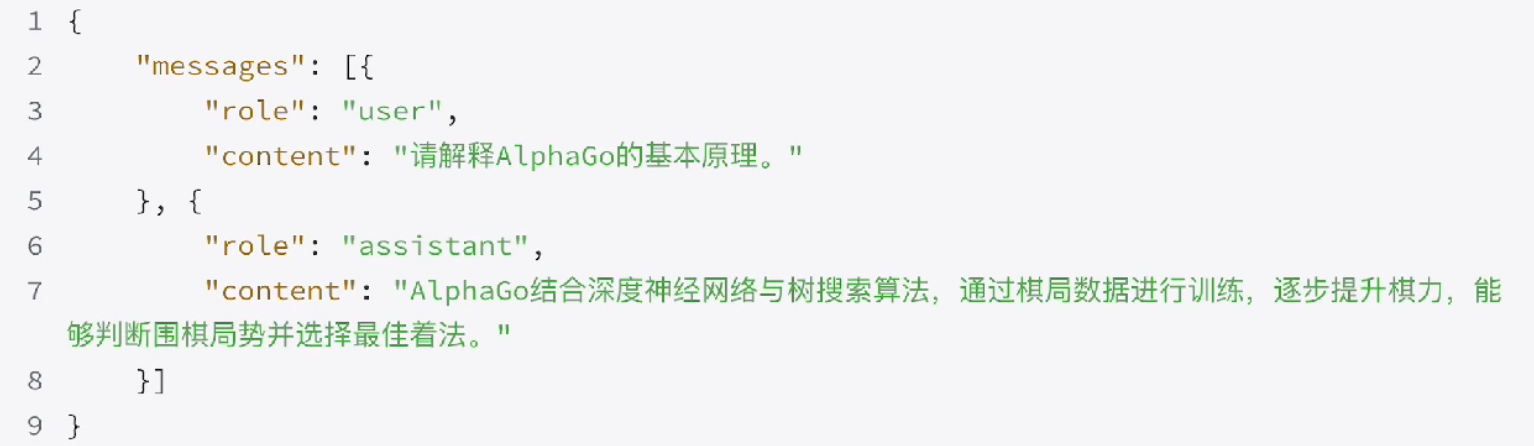 1 {
2     "messages": [{
3         "role": "user",
4         "content": "请解释AlphaGo的基本原理。"
5     }, {
6         "role": "assistant",
7         "content": "AlphaGo结合深度神经网络与树搜索算法，通过棋局数据进行训练，逐步提升棋力，能
够判断围棋局势并选择最佳着法。"
8     }]
9 }